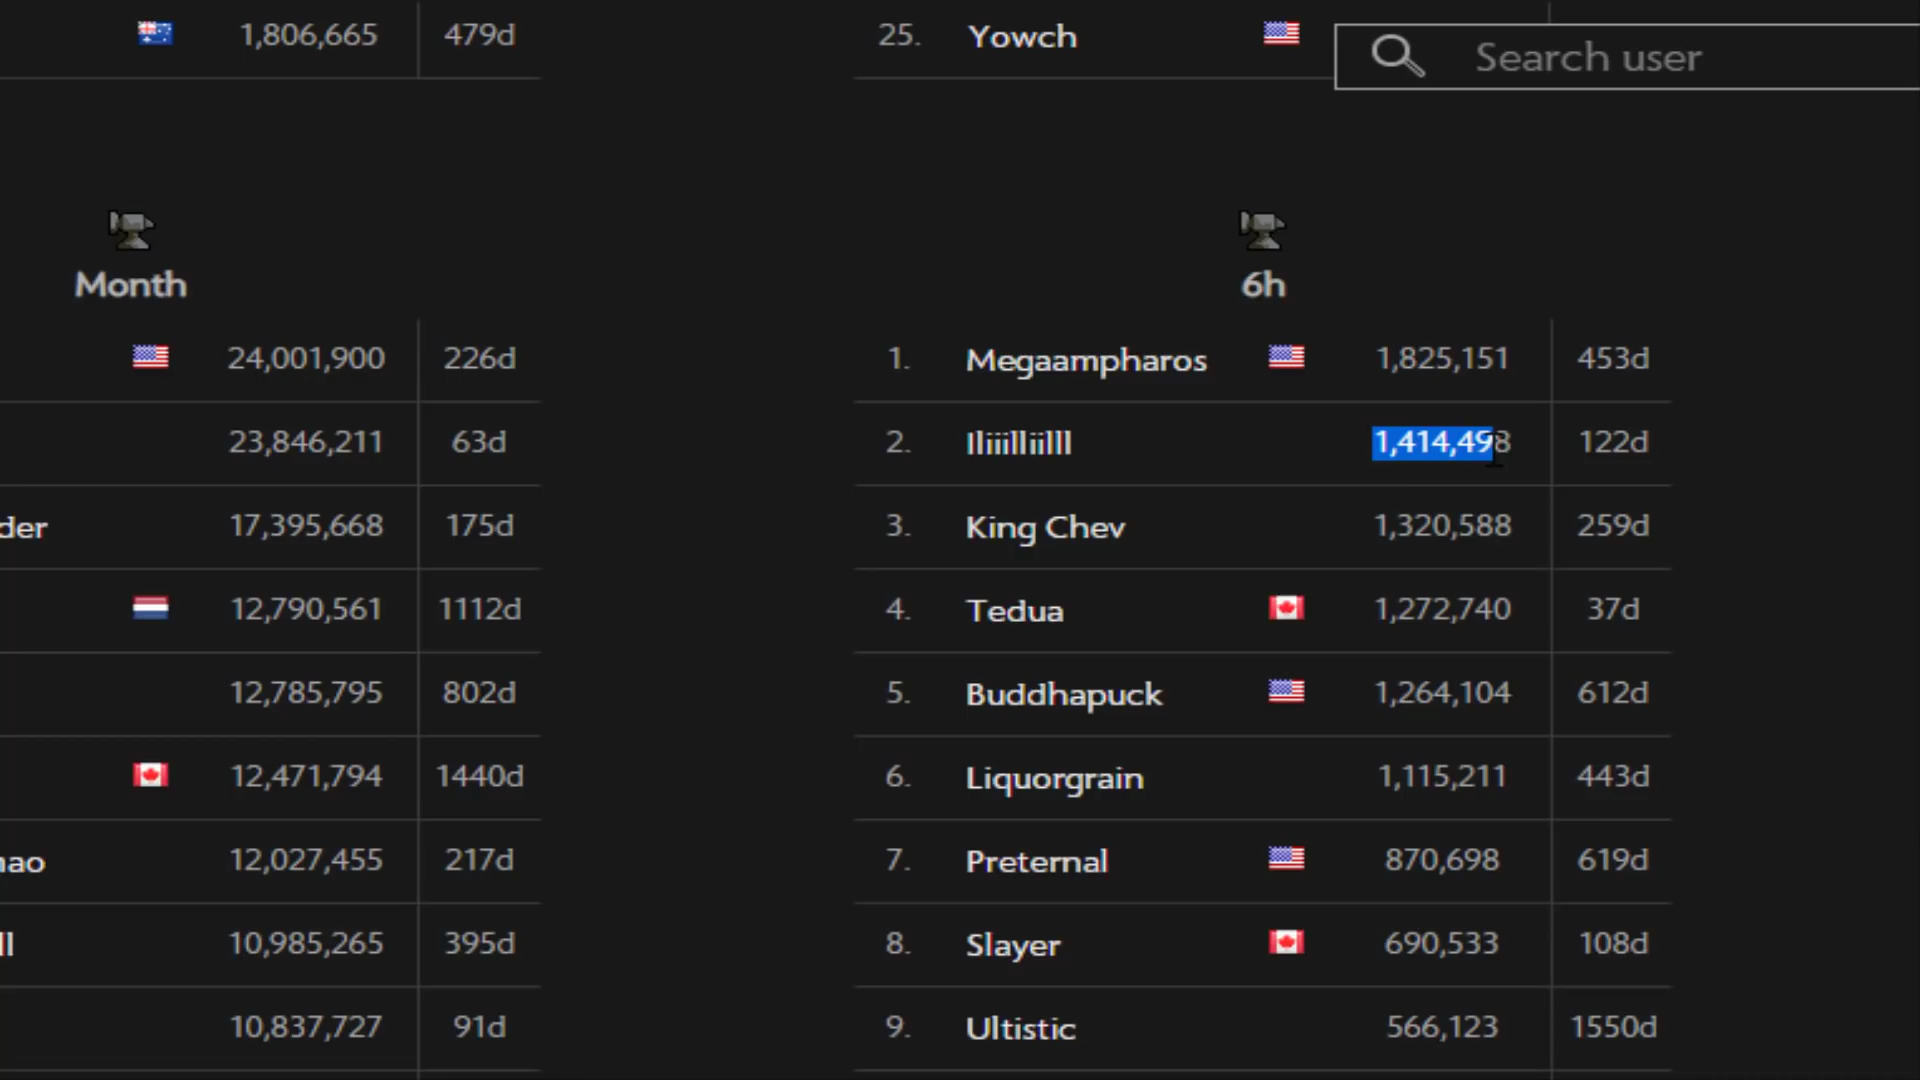 1,806,665 479d
25. Yowch
Search user
Month
24,001,900 226d
23,846,211 63d
der 17,395,668 175d
12,790,561 1112d
12,785,795 802d
12,471,794 1440d
nao 12,027,455 217d
ll 10,985,265 395d
10,837,727 91d
6h
1. Megaampharos 1,825,151 453d
2. Iliiilliilll 1,414,498 122d
3. King Chev 1,320,588 259d
4. Tedua 1,272,740 37d
5. Buddhapuck 1,264,104 612d
6. Liquorgrain 1,115,211 443d
7. Preternal 870,698 619d
8. Slayer 690,533 108d
9. Ultistic 566,123 1550d